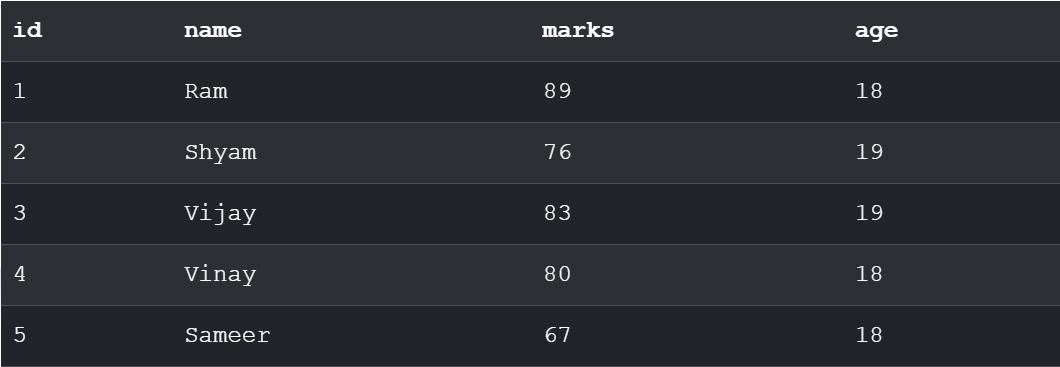 id name marks age
1 Ram 89 18
2 Shyam 76 19
3 Vijay 83 19
4 Vinay 80 18
5 Sameer 67 18